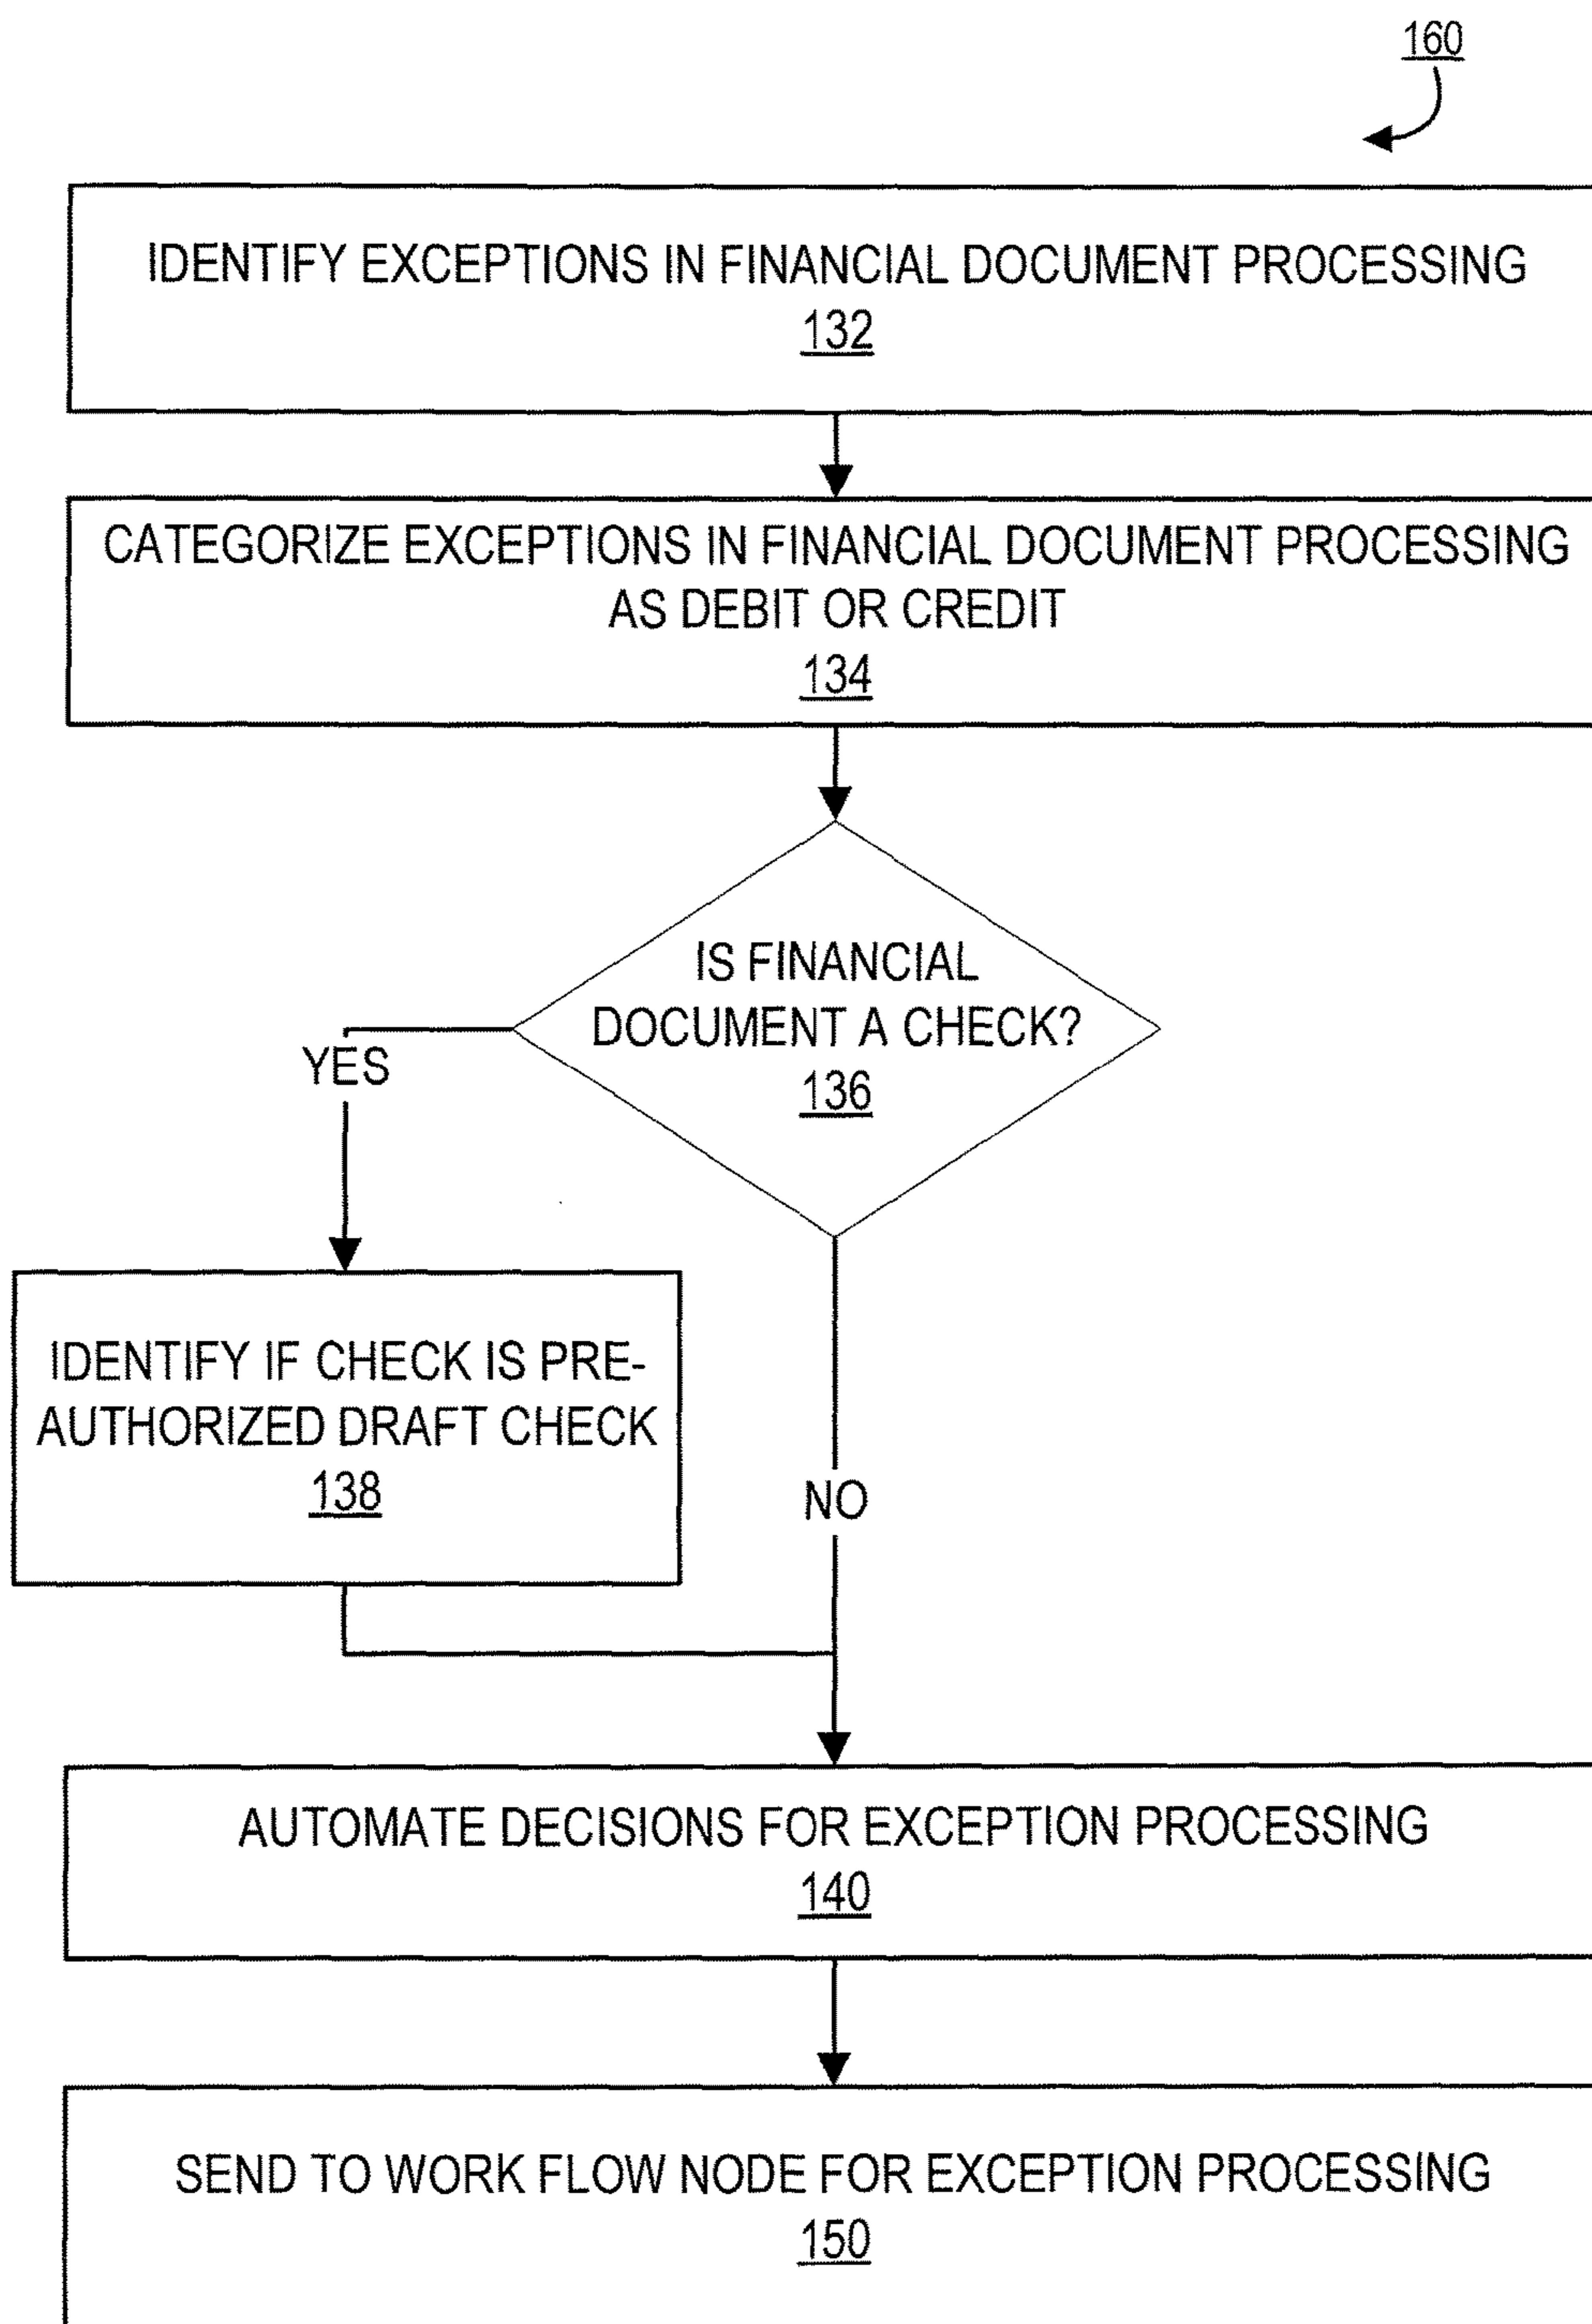 160
IDENTIFY EXCEPTIONS IN FINANCIAL DOCUMENT PROCESSING
132
CATEGORIZE EXCEPTIONS IN FINANCIAL DOCUMENT PROCESSING
AS DEBIT OR CREDIT
134
IS FINANCIAL
DOCUMENT A CHECK?
136
YES
IDENTIFY IF CHECK IS PRE-
AUTHORIZED DRAFT CHECK
138
NO
AUTOMATE DECISIONS FOR EXCEPTION PROCESSING
140
SEND TO WORK FLOW NODE FOR EXCEPTION PROCESSING
150